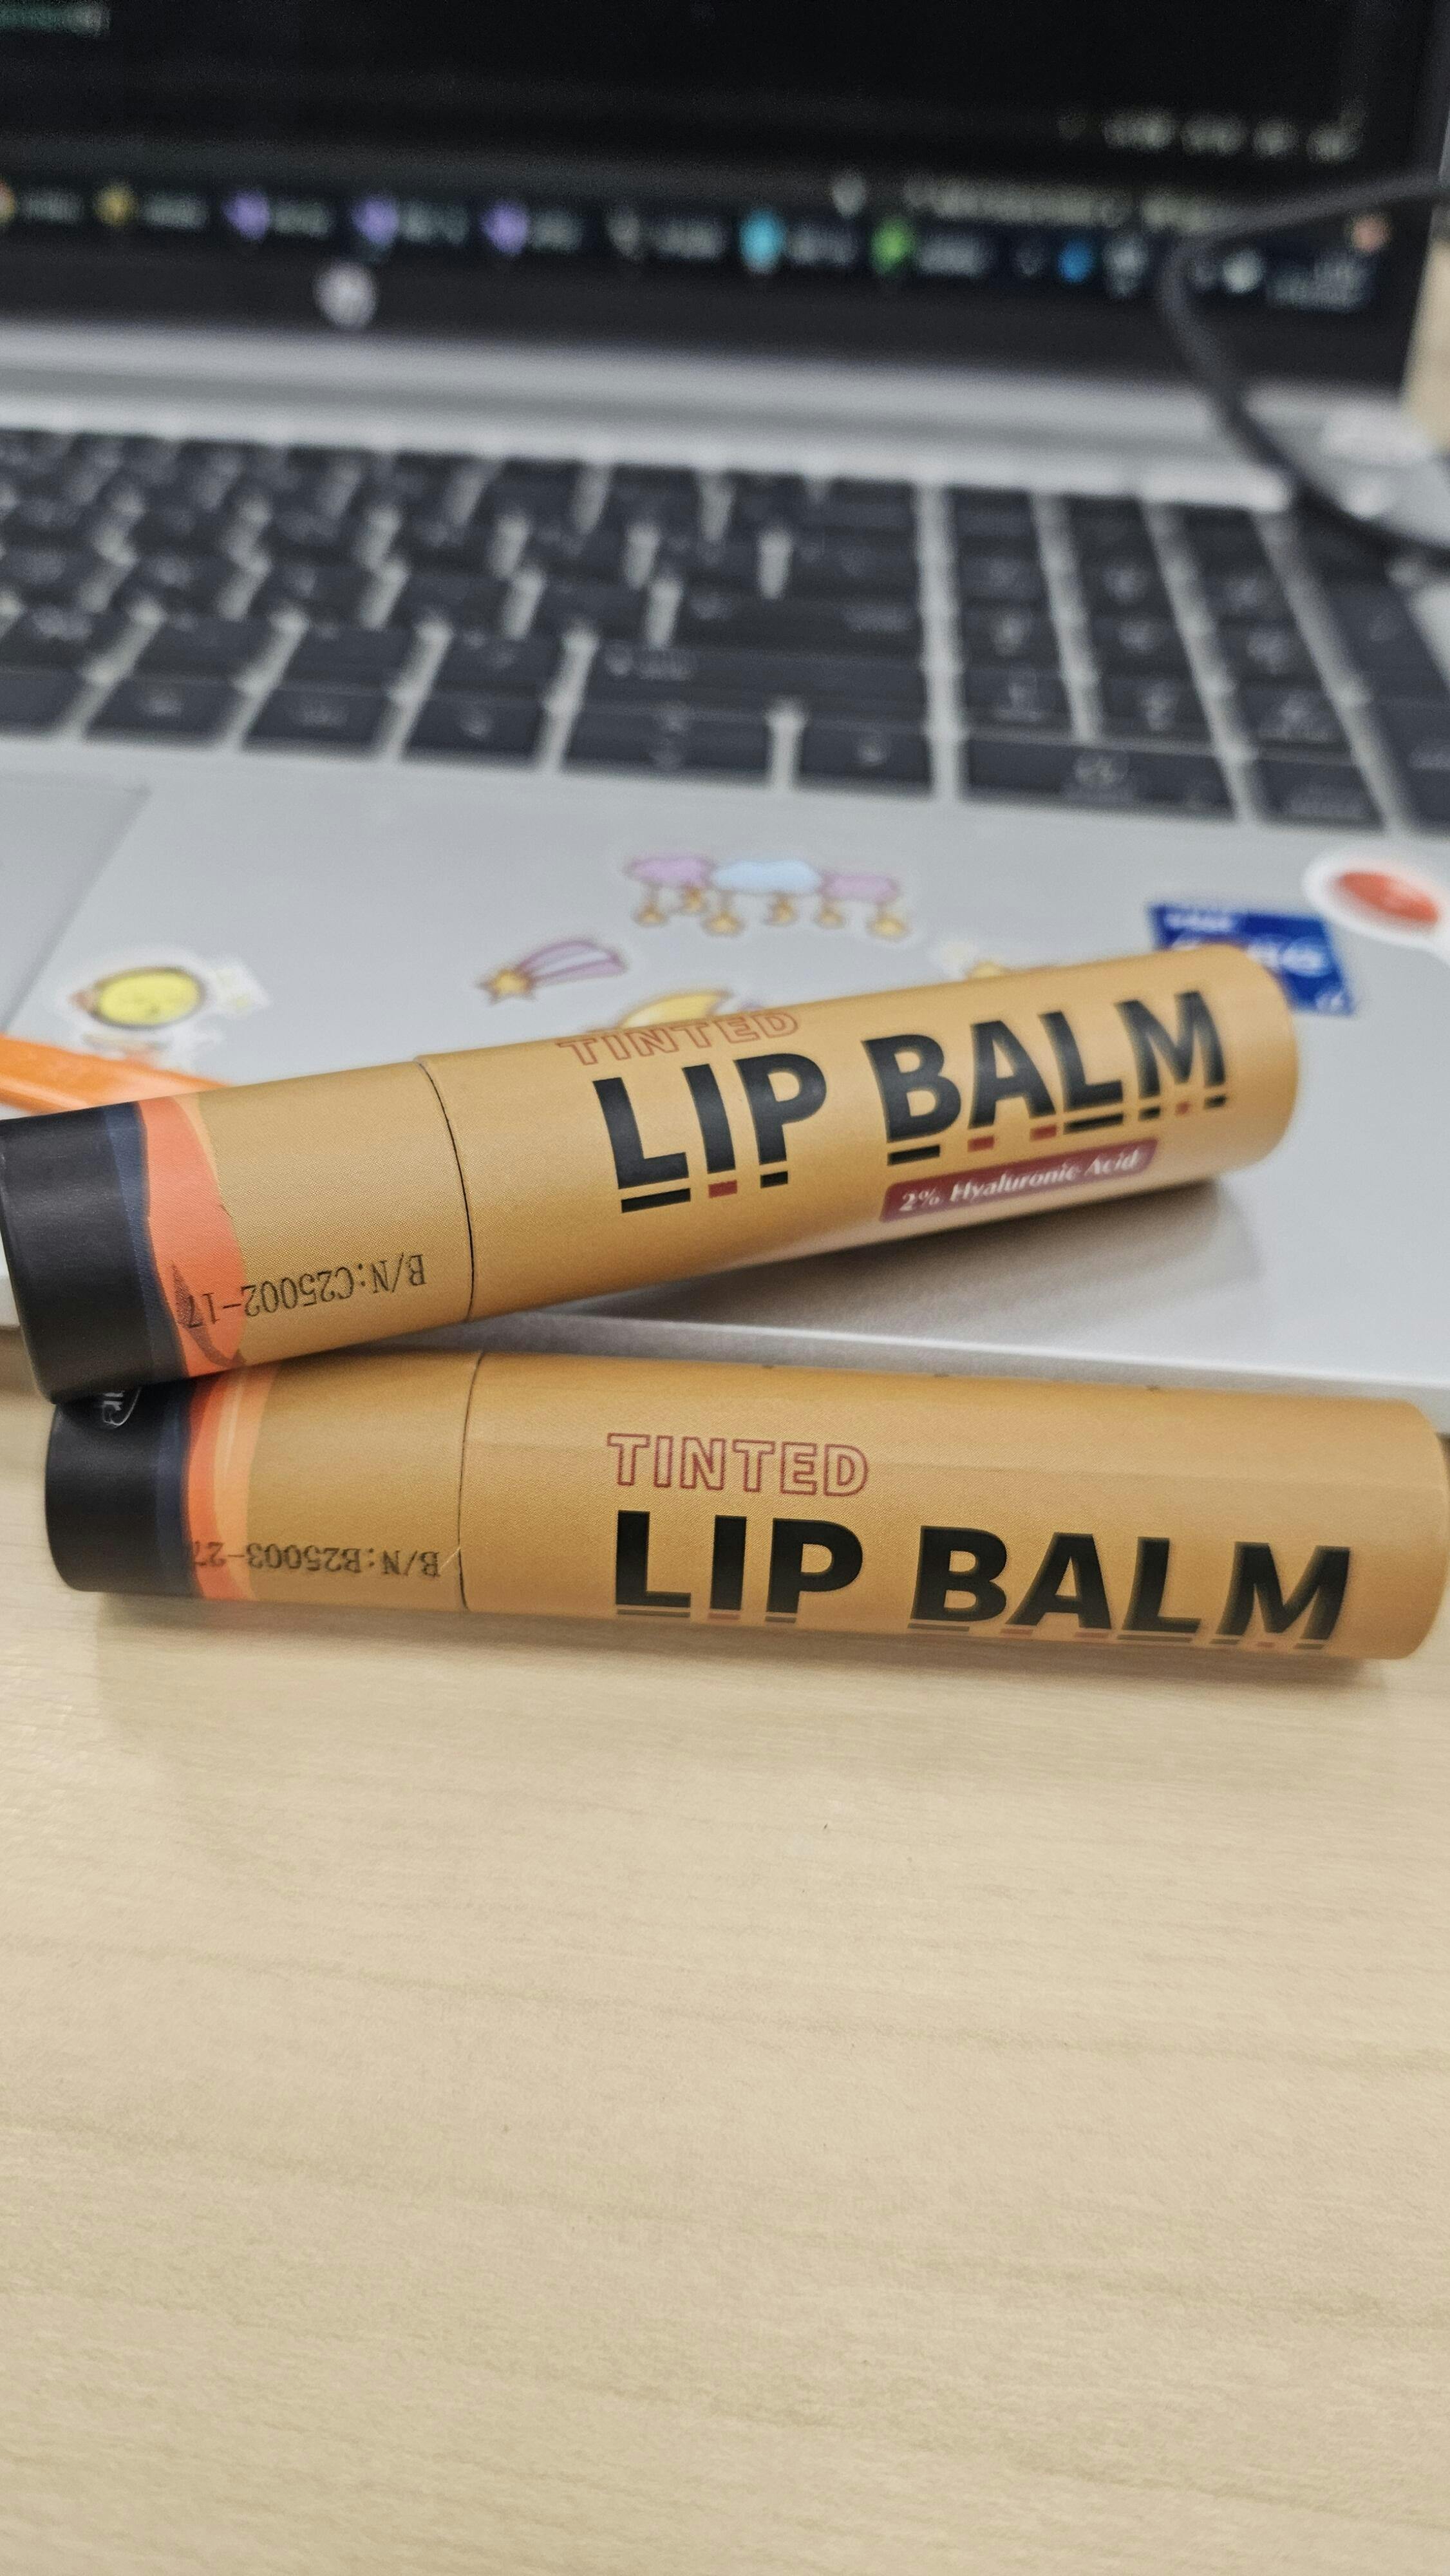 TINTED
LIP BALM
2% Hyaluronic Acid
B/N:C25002-17
TINTED
LIP BALM
B/N:B25003-27